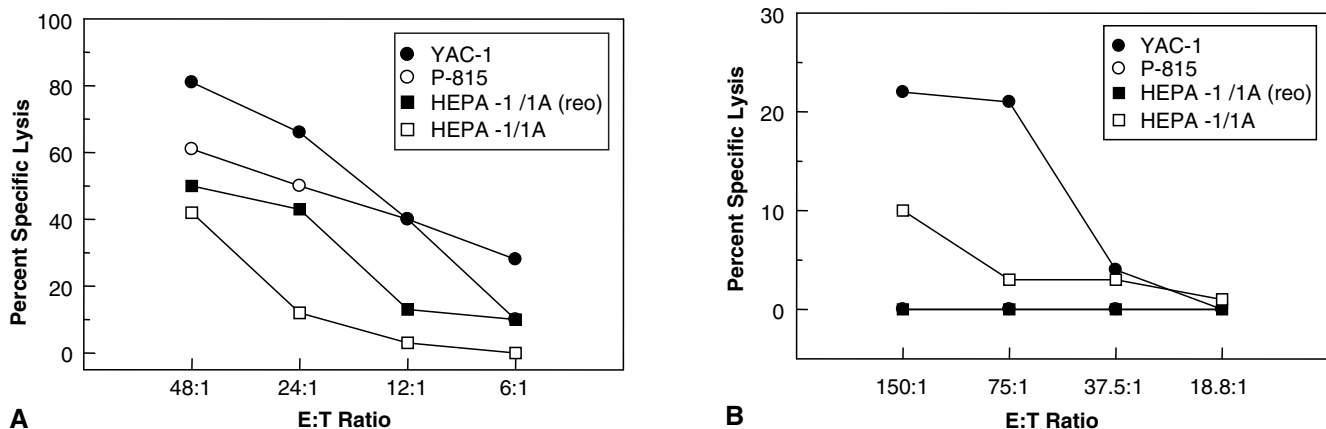 100
80
60
40
20
0
Percent Specific Lysis
YAC-1
P-815
HEPA -1 /1A (reo)
HEPA -1/1A
48:1 24:1 12:1 6:1
E:T Ratio
A
30
20
10
0
Percent Specific Lysis
YAC-1
P-815
HEPA -1 /1A (reo)
HEPA -1/1A
150:1 75:1 37.5:1 18.8:1
E:T Ratio
B